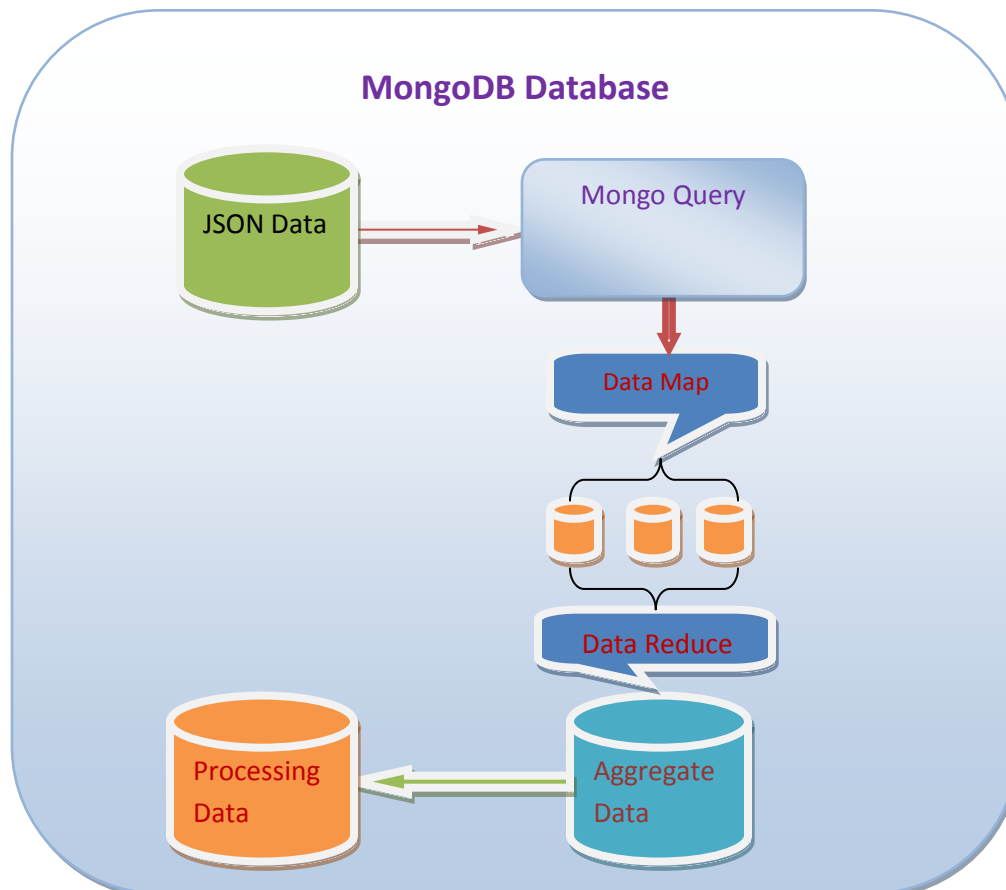 MongoDB Database
JSON Data
Mongo Query
Data Map
Data Reduce
Processing
Data
Aggregate
Data